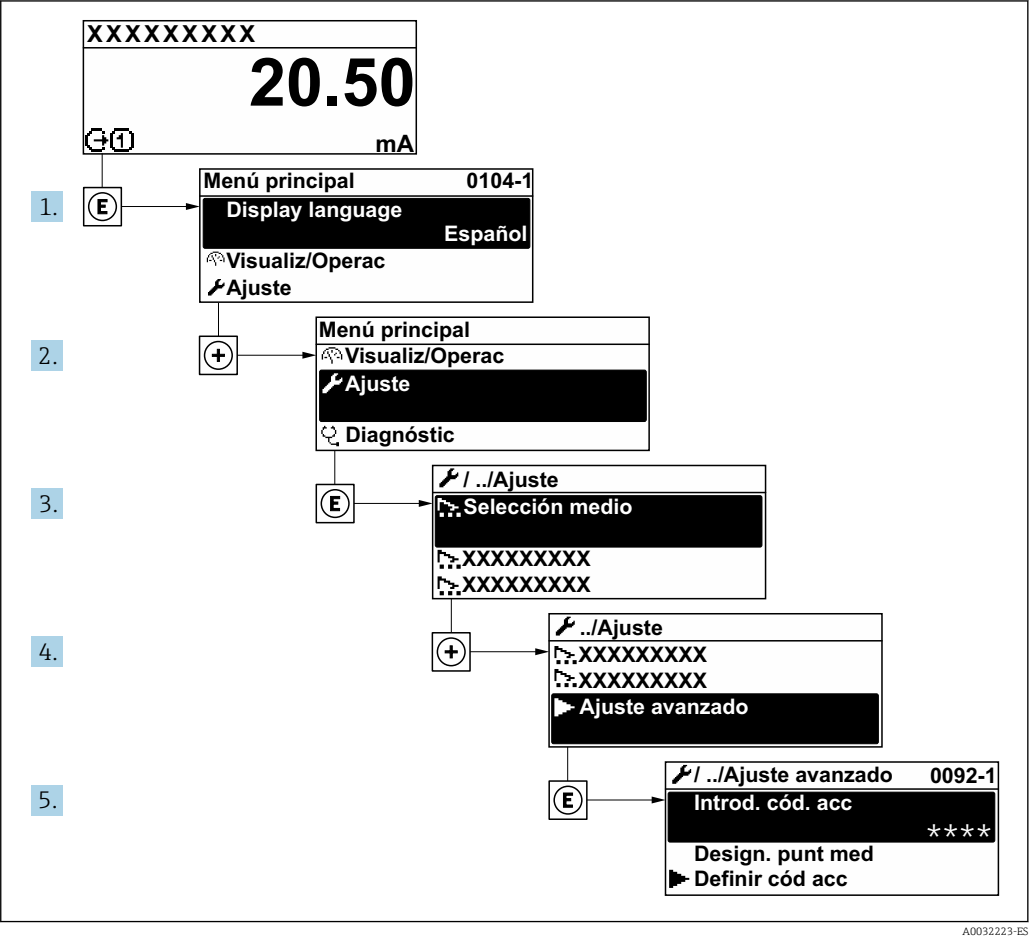 XXXXXXXXX
20.50
1 mA
1. E
Menú principal 0104-1
Display language
Español
Visualiz/Operac
Ajuste
2. +
Menú principal
Visualiz/Operac
Ajuste
Diagnóstic
3. E
/ ../Ajuste
Selección medio
XXXXXXXXX
XXXXXXXXX
4. +
../Ajuste
XXXXXXXXX
XXXXXXXXX
Ajuste avanzado
5. E
/ ../Ajuste avanzado 0092-1
Introd. cód. acc
****
Design. punt med
Definir cód acc
A0032223-ES